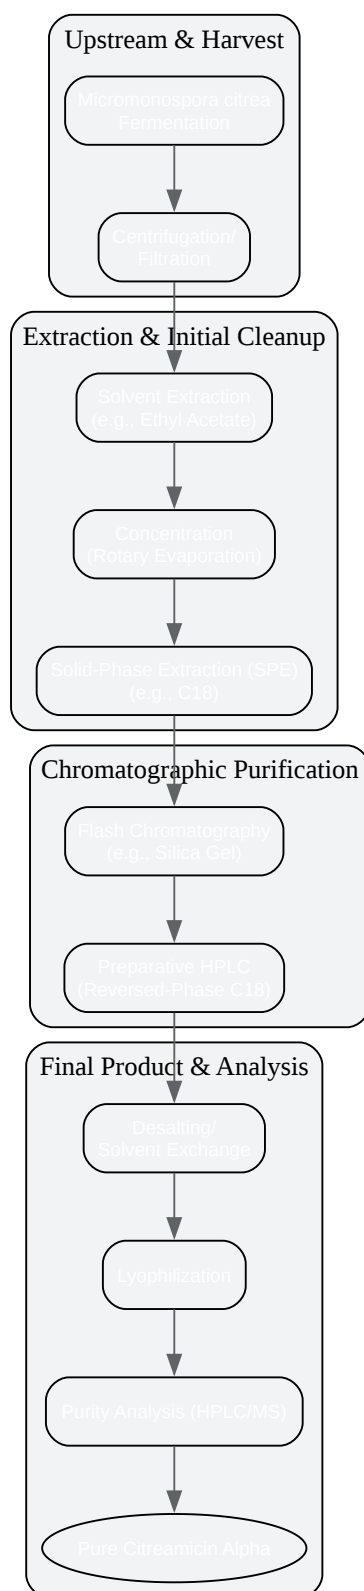 Upstream & Harvest
Micromonospora citrea
Fermentation
Centrifugation/
Filtration
Extraction & Initial Cleanup
Solvent Extraction
(e.g., Ethyl Acetate)
Concentration
(Rotary Evaporation)
Solid-Phase Extraction (SPE)
(e.g., C18)
Chromatographic Purification
Flash Chromatography
(e.g., Silica Gel)
Preparative HPLC
(Reversed-Phase C18)
Final Product & Analysis
Desalting/
Solvent Exchange
Lyophilization
Purity Analysis (HPLC/MS)
Pure Citreamicin Alpha